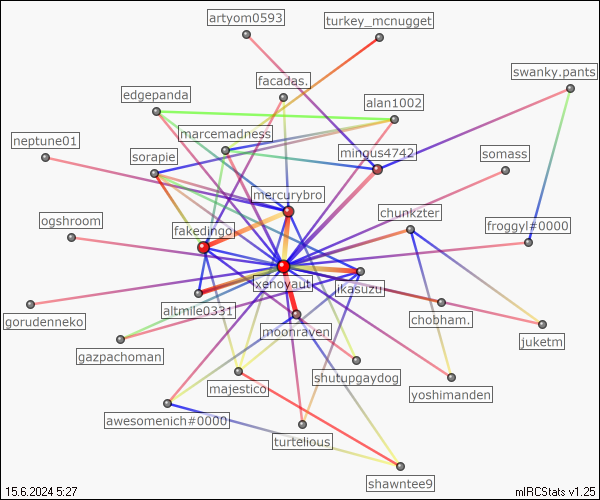 artyom0593
turkey_mcnugget
swanky.pants
facadas.
edgepanda
alan1002
marcemadness
neptune01
mingus4742
somass
sorapie
mercurybro
chunkzter
ogshroom
froggyl#0000
fakedingo
xenoyaut
jkasuzu
altmile0331
gorudenneko
chobham.
moonraven
juketm
gazpachoman
shutupgaydog
majestico
yoshimanden
awesomenich#0000
turtelious
shawntee9
15.6.2024 5:27
mIRCStats v1.25